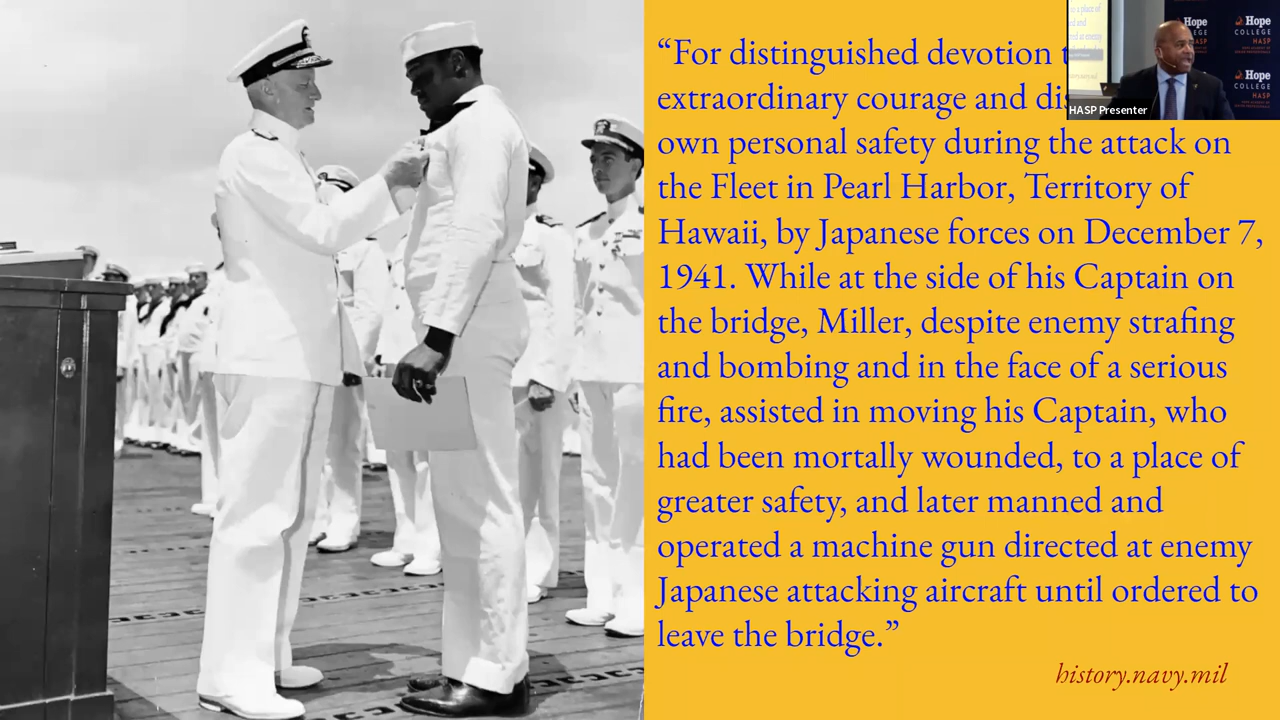 “For distinguished devotion
extraordinary courage and
own personal safety during the attack on
the Fleet in Pearl Harbor, Territory of
Hawaii, by Japanese forces on December 7,
1941. While at the side of his Captain on
the bridge, Miller, despite enemy strafing
and bombing and in the face of a serious
fire, assisted in moving his Captain, who
had been mortally wounded, to a place of
greater safety, and later manned and
operated a machine gun directed at enemy
Japanese attacking aircraft until ordered to
leave the bridge.”
history.navy.mil
Hope
COLLEGE
HASP
Hope
COLLEGE
HASP
Hope
COLLEGE
HASP
HASP Presenter